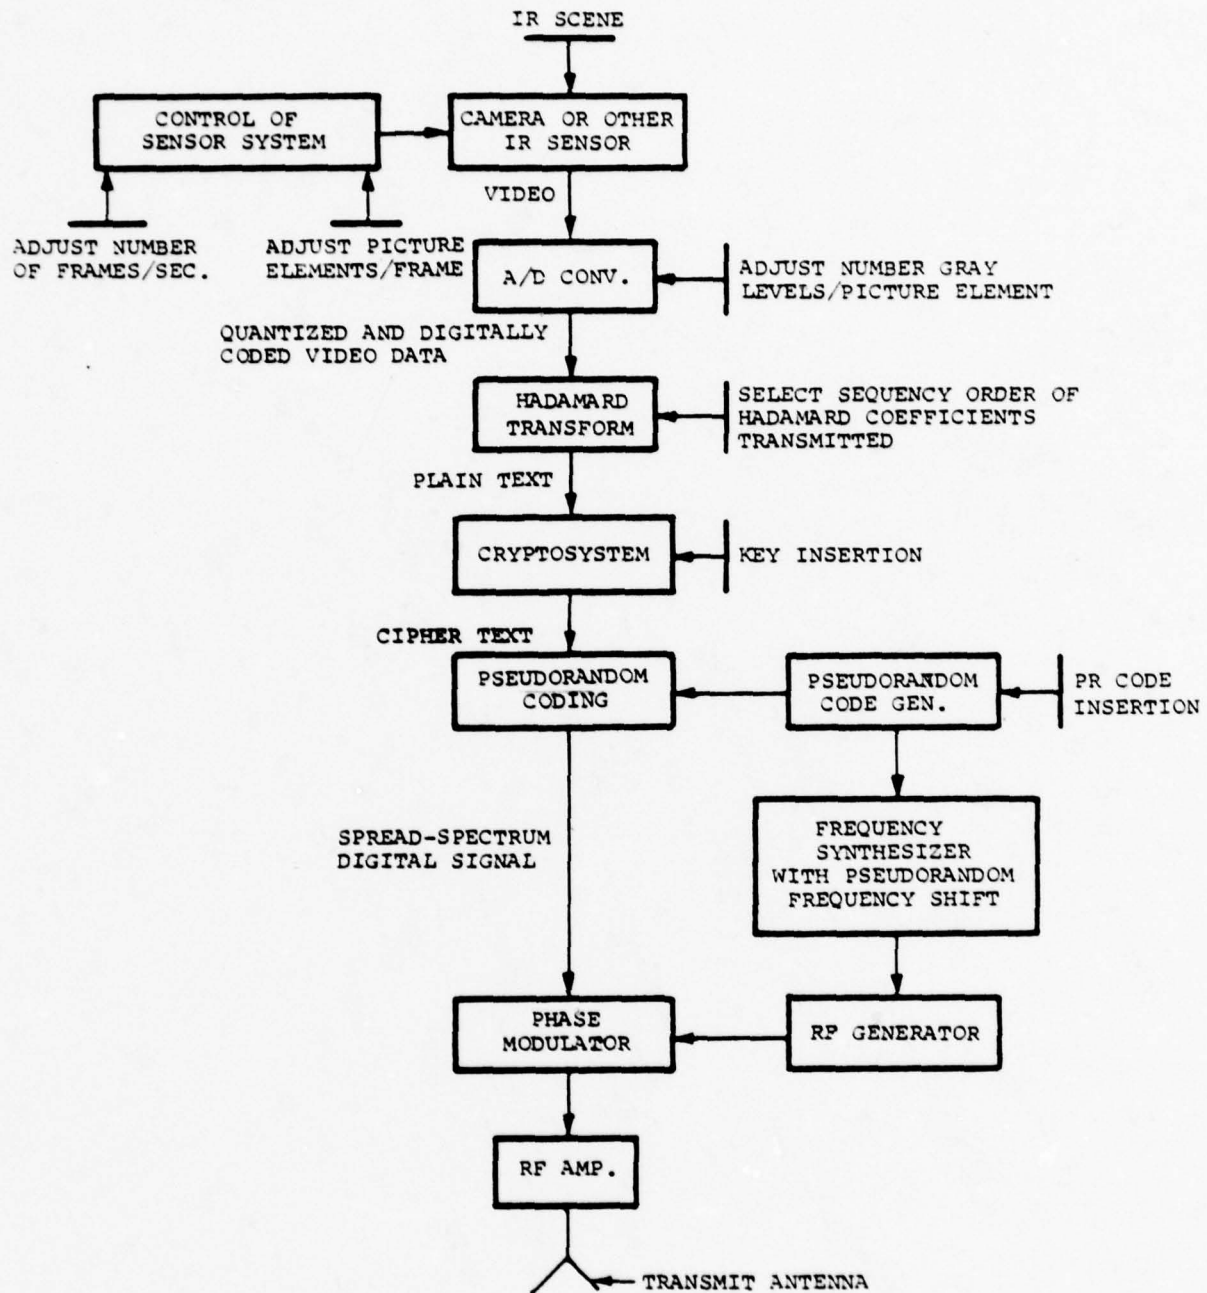 IR SCENE
CONTROL OF
SENSOR SYSTEM
CAMERA OR OTHER
IR SENSOR
VIDEO
ADJUST NUMBER
OF FRAMES/SEC.
ADJUST PICTURE
ELEMENTS/FRAME
A/D CONV.
ADJUST NUMBER GRAY
LEVELS/PICTURE ELEMENT
QUANTIZED AND DIGITALLY
CODED VIDEO DATA
HADAMARD
TRANSFORM
SELECT SEQUENCY ORDER OF
HADAMARD COEFFICIENTS
TRANSMITTED
PLAIN TEXT
CRYPTOSYSTEM
KEY INSERTION
CIPHER TEXT
PSEUDORANDOM
CODING
PSEUDORANDOM
CODE GEN.
PR CODE
INSERTION
SPREAD-SPECTRUM
DIGITAL SIGNAL
FREQUENCY
SYNTHESIZER
WITH PSEUDORANDOM
FREQUENCY SHIFT
PHASE
MODULATOR
RF GENERATOR
RF AMP.
TRANSMIT ANTENNA